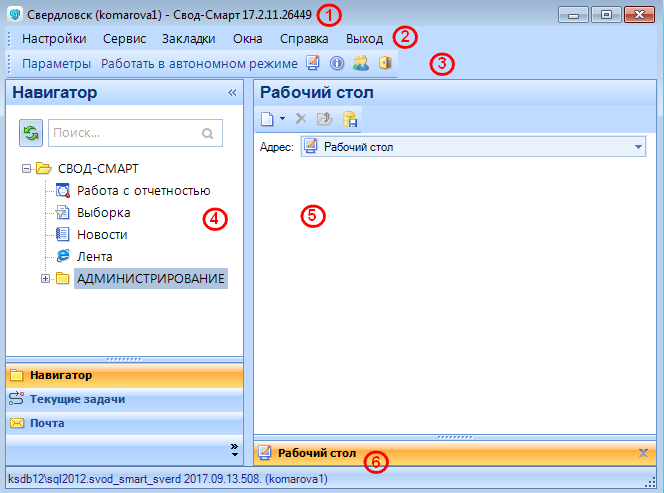 Свердловск (komarova1) - Свод-Смарт 17.2.11.26449 1
Настройки Сервис Закладки Окна Справка Выход 2
Параметры Работать в автономном режиме 3
Навигатор «
Поиск...
СВОД-СМАРТ
Работа с отчетностью
Выборка
Новости
Лента
АДМИНИСТРИРОВАНИЕ
4
Навигатор
Текущие задачи
Почта
»
Рабочий стол
Адрес: Рабочий стол
5
Рабочий стол
6
ksdb12\sql2012.svod_smart_sverd 2017.09.13.508. (komarova1)